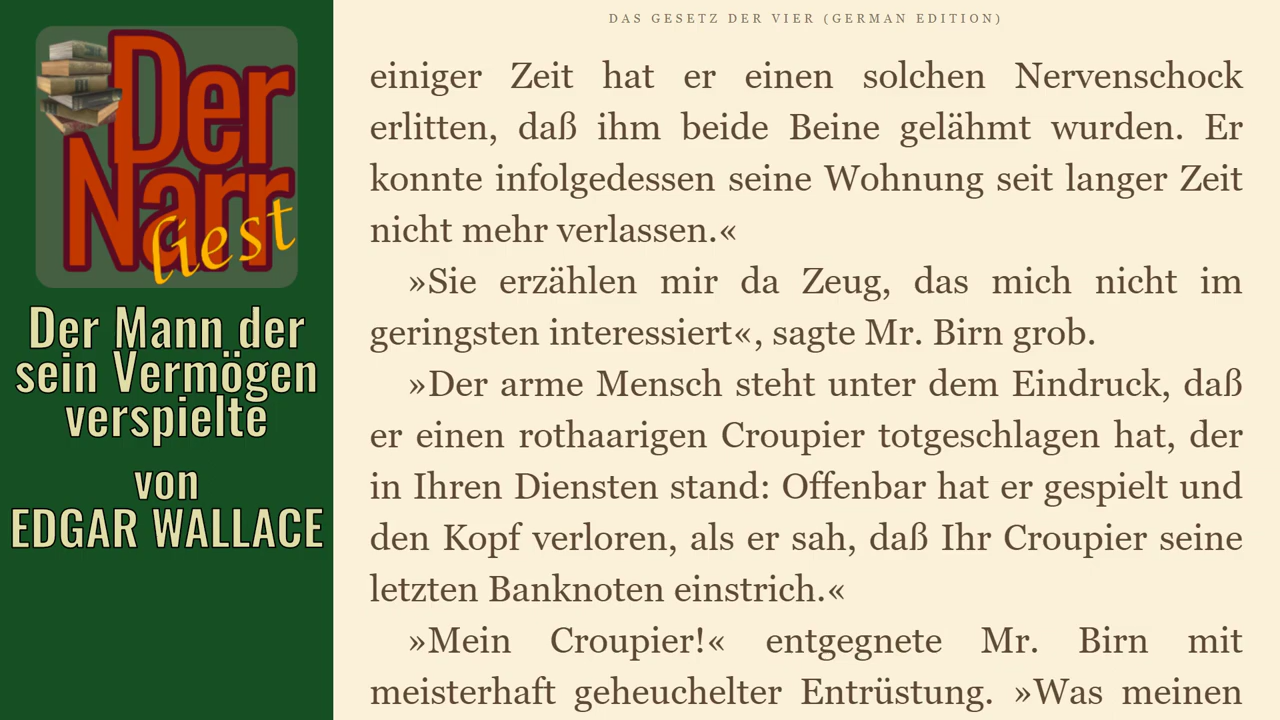 Der
Narr
liest
Der Mann der
sein Vermögen
verspielte
von
EDGAR WALLACE
DAS GESETZ DER VIER (GERMAN EDITION)
einiger Zeit hat er einen solchen Nervenschock
erlitten, daß ihm beide Beine gelähmt wurden. Er
konnte infolgedessen seine Wohnung seit langer Zeit
nicht mehr verlassen.«
»Sie erzählen mir da Zeug, das mich nicht im
geringsten interessiert«, sagte Mr. Birn grob.
»Der arme Mensch steht unter dem Eindruck, daß
er einen rothaarigen Croupier totgeschlagen hat, der
in Ihren Diensten stand: Offenbar hat er gespielt und
den Kopf verloren, als er sah, daß Ihr Croupier seine
letzten Banknoten einstrich.«
»Mein Croupier!« entgegnete Mr. Birn mit
meisterhaft geheuchelter Entrüstung. »Was meinen